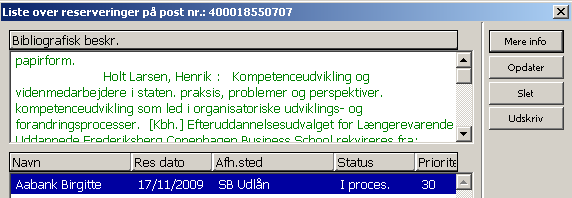 Liste over reserveringer på post nr.: 400018550707
Bibliografisk beskr.
papirform.
Holt Larsen, Henrik : Kompetenceudvikling og
videnmedarbejdere i staten. praksis, problemer og perspektiver.
kompetenceudvikling som led i organisatoriske udviklings- og
forandringsprocesser. [Kbh.] Efteruddannelsesudvalget for Længerevarende
Uddannede Frederiksberg Copenhagen Business School rekvireres fra:
Mere info
Opdater
Slet
Udskriv
Navn Res dato Afh.sted Status Priorite
Aabank Birgitte 17/11/2009 SB Udlån I proces. 30